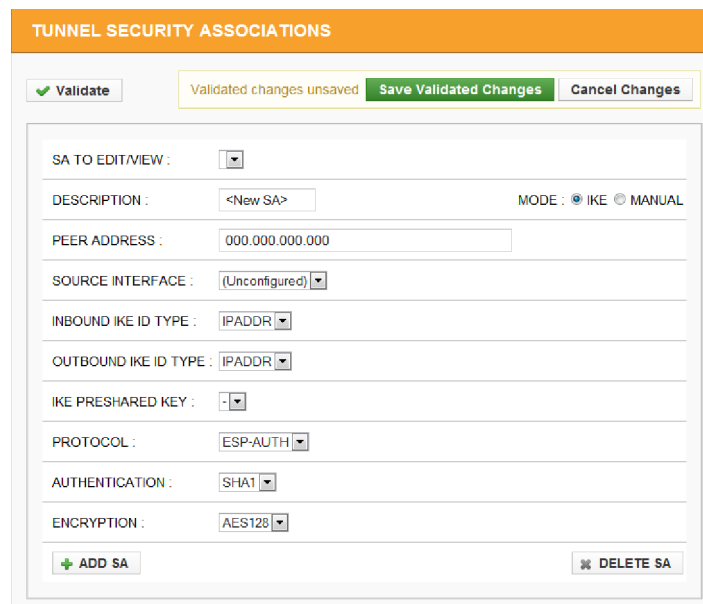 TUNNEL SECURITY ASSOCIATIONS
Validate Validated changes unsaved Save Validated Changes Cancel Changes
SA TO EDIT/VIEW :
DESCRIPTION : <New SA> MODE : IKE MANUAL
PEER ADDRESS : 000.000.000.000
SOURCE INTERFACE : (Unconfigured)
INBOUND IKE ID TYPE : IPADDR
OUTBOUND IKE ID TYPE : IPADDR
IKE PRESHARED KEY : -
PROTOCOL : ESP-AUTH
AUTHENTICATION : SHA1
ENCRYPTION : AES128
ADD SA DELETE SA